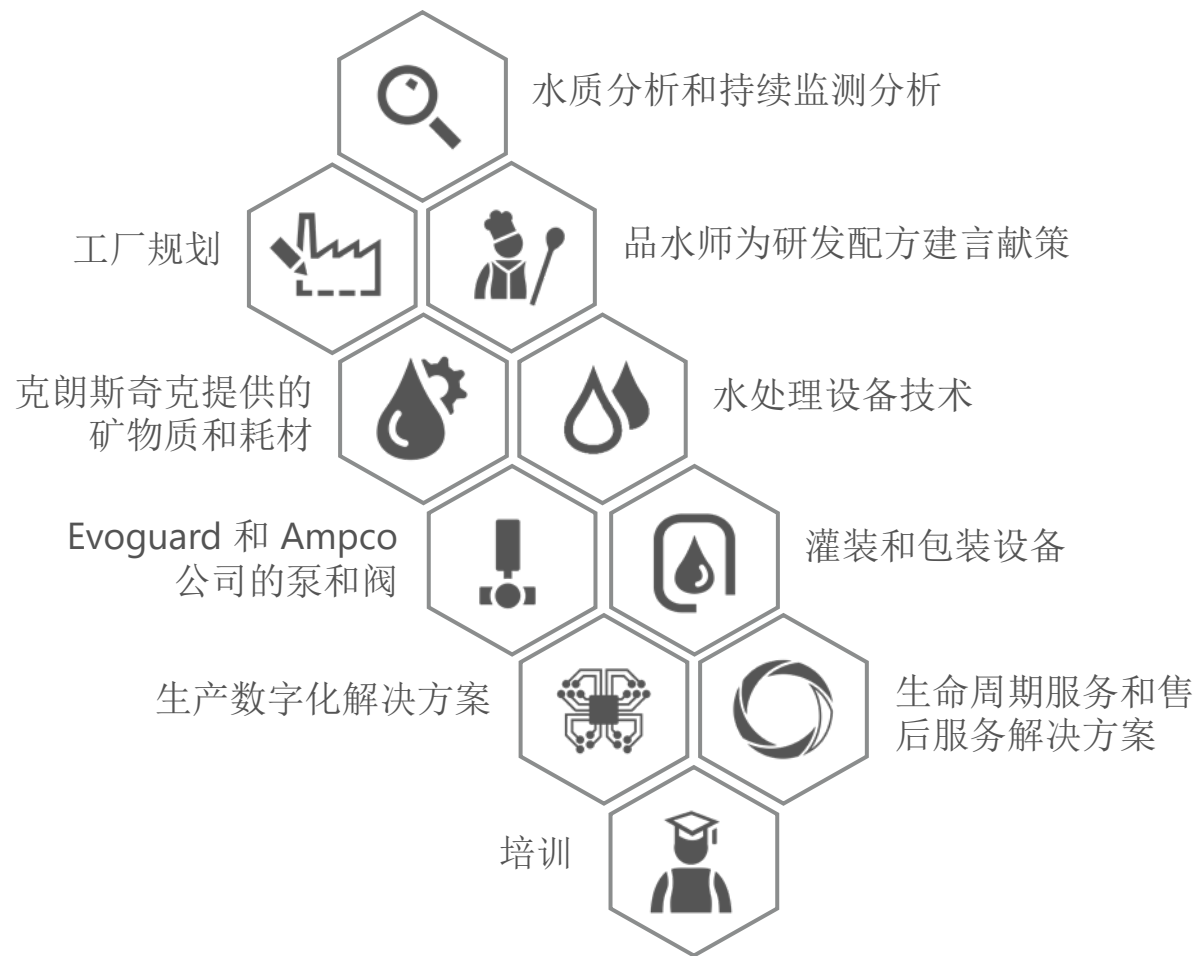 水质分析和持续监测分析
工厂规划
品水师为研发配方建言献策
克朗斯奇克提供的
矿物质和耗材
水处理设备技术
Evoguard 和 Ampco
公司的泵和阀
灌装和包装设备
生产数字化解决方案
生命周期服务和售
后服务解决方案
培训